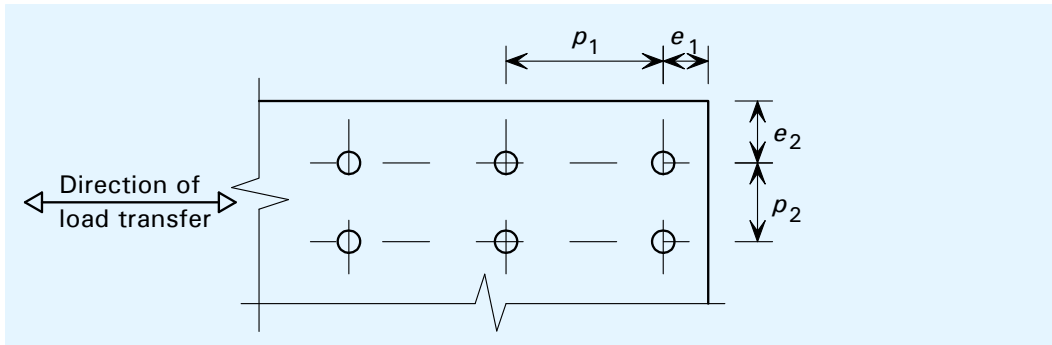 p1
e1
e2
Direction of
load transfer
p2